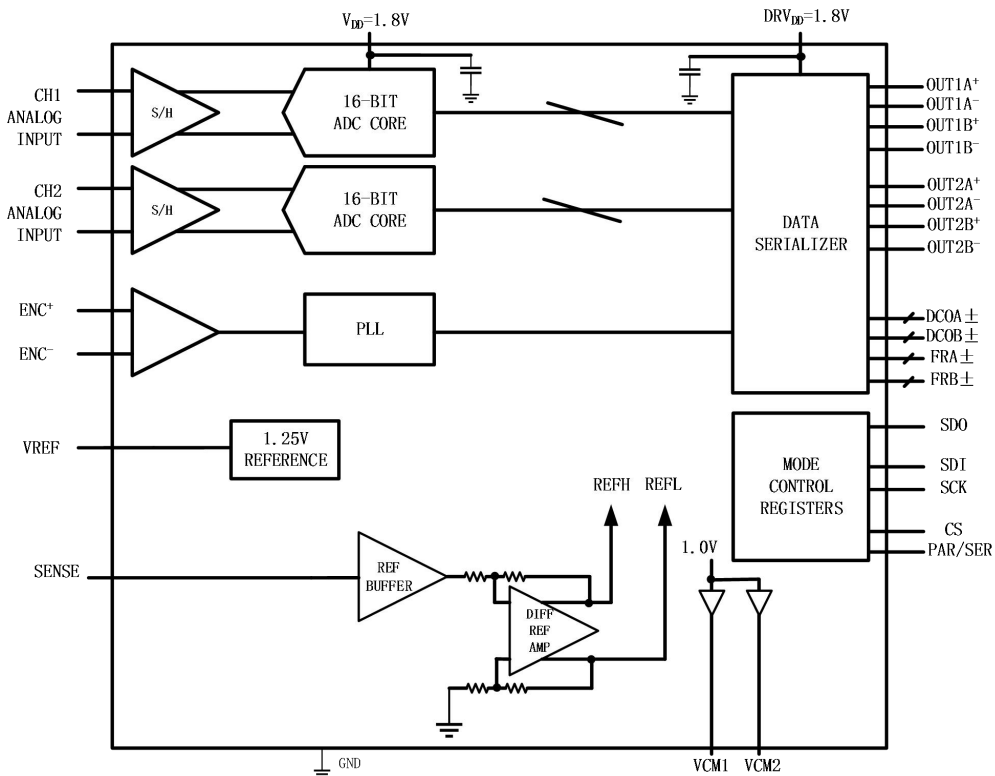 V_DD=1.8V
DRV_DD=1.8V
CH1
ANALOG
INPUT
S/H
16-BIT
ADC CORE
CH2
ANALOG
INPUT
S/H
16-BIT
ADC CORE
DATA
SERIALIZER
OUT1A⁺
OUT1A⁻
OUT1B⁺
OUT1B⁻
OUT2A⁺
OUT2A⁻
OUT2B⁺
OUT2B⁻
ENC⁺
ENC⁻
PLL
DCOA±
DCOB±
FRA±
FRB±
VREF
1.25V
REFERENCE
MODE
CONTROL
REGISTERS
SDO
SDI
SCK
CS
PAR/SER
REFH
REFL
1.0V
SENSE
REF
BUFFER
DIFF
REF
AMP
GND
VCM1
VCM2